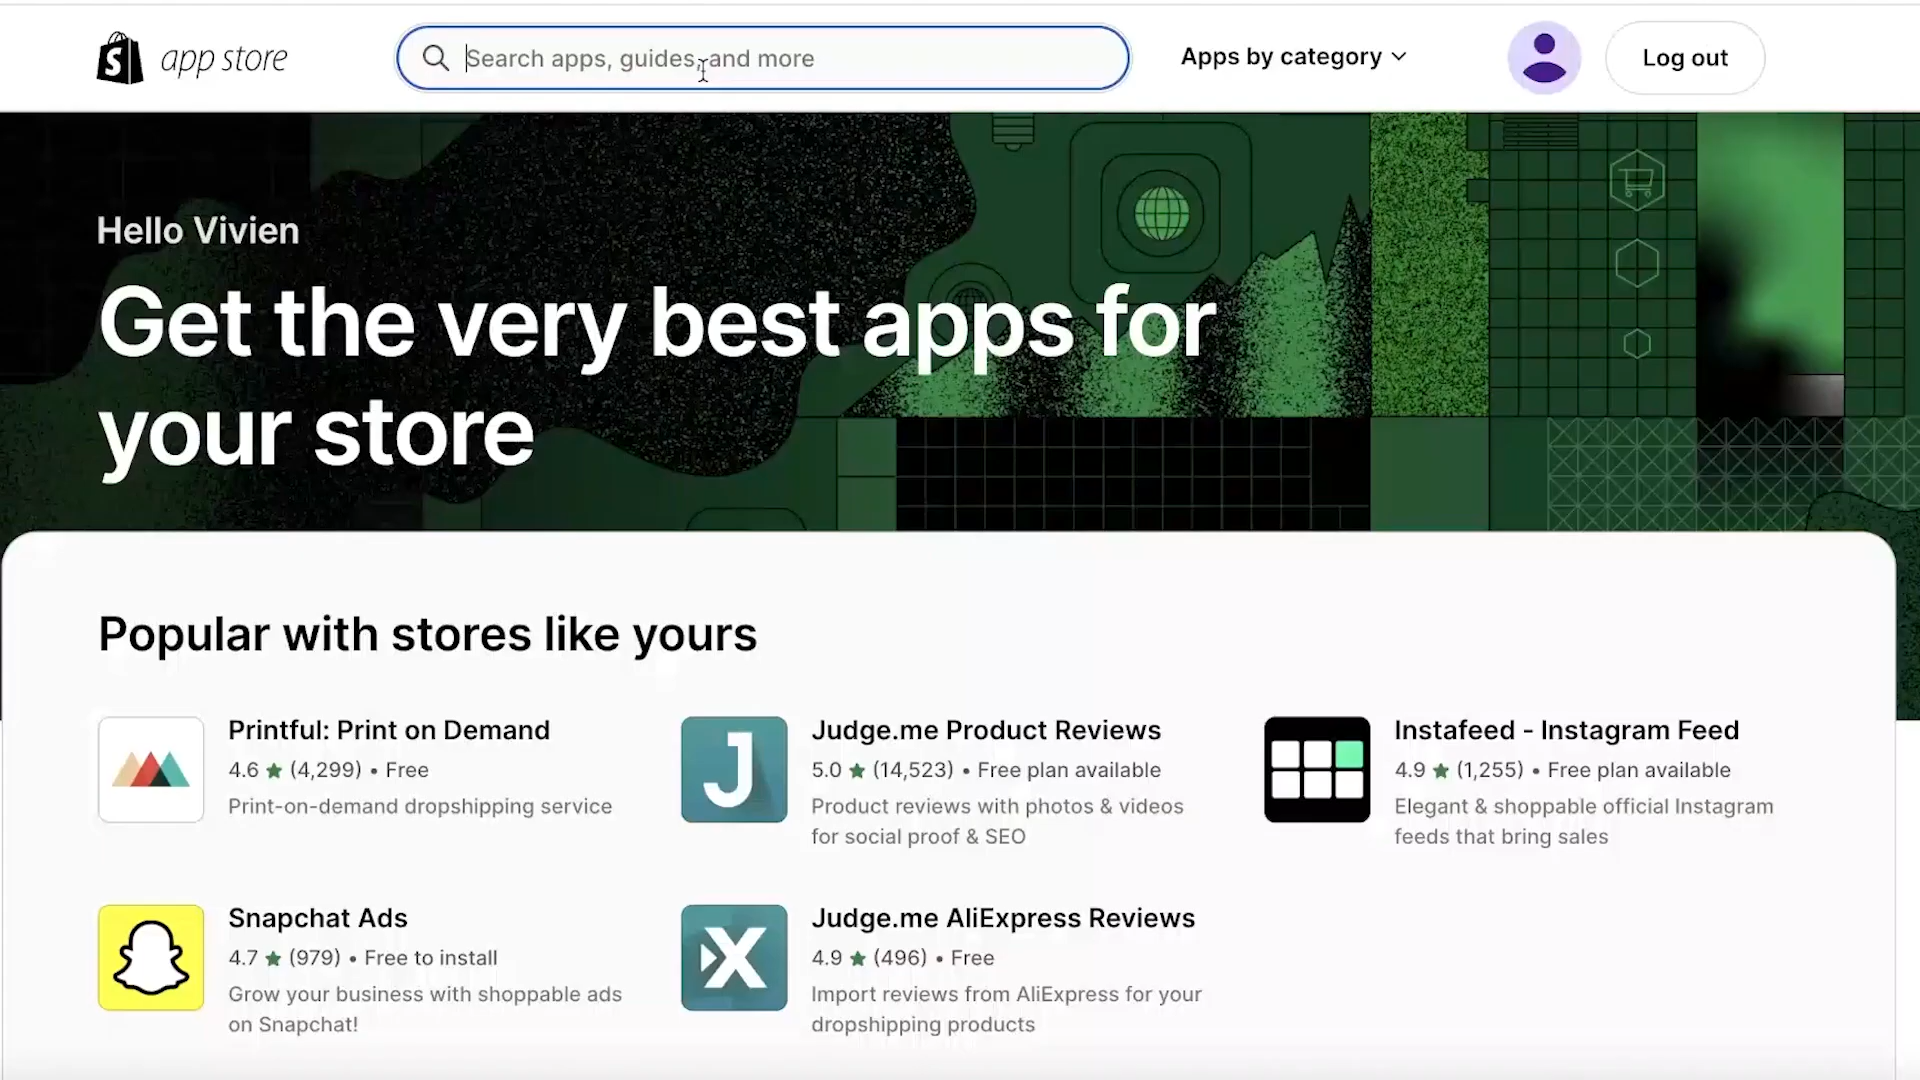 app store
Search apps, guides, and more
Apps by category
Log out
Hello Vivien
Get the very best apps for
your store
Popular with stores like yours
Printful: Print on Demand
4.6 ★ (4,299) • Free
Print-on-demand dropshipping service
Judge.me Product Reviews
5.0 ★ (14,523) • Free plan available
Product reviews with photos & videos
for social proof & SEO
Instafeed - Instagram Feed
4.9 ★ (1,255) • Free plan available
Elegant & shoppable official Instagram
feeds that bring sales
Snapchat Ads
4.7 ★ (979) • Free to install
Grow your business with shoppable ads
on Snapchat!
Judge.me AliExpress Reviews
4.9 ★ (496) • Free
Import reviews from AliExpress for your
dropshipping products